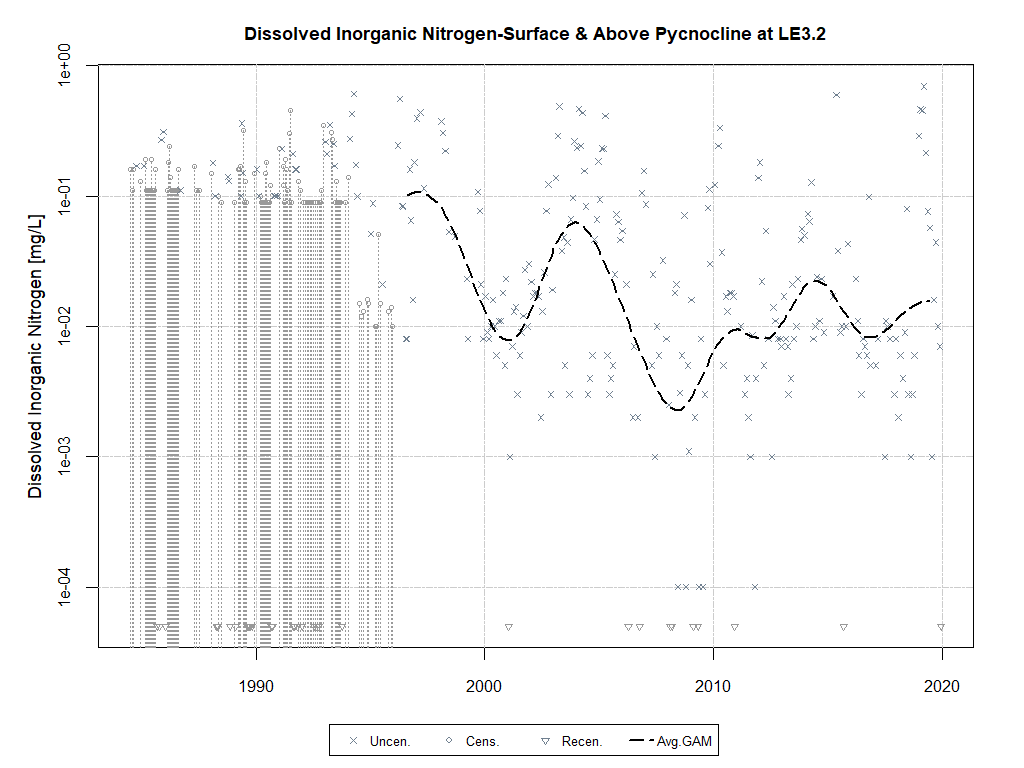 Dissolved Inorganic Nitrogen-Surface & Above Pycnocline at LE3.2
Dissolved Inorganic Nitrogen [mg/L]
1e+00
1e-01
1e-02
1e-03
1e-04
1990 2000 2010 2020
Uncen. Cens. Recen. Avg.GAM